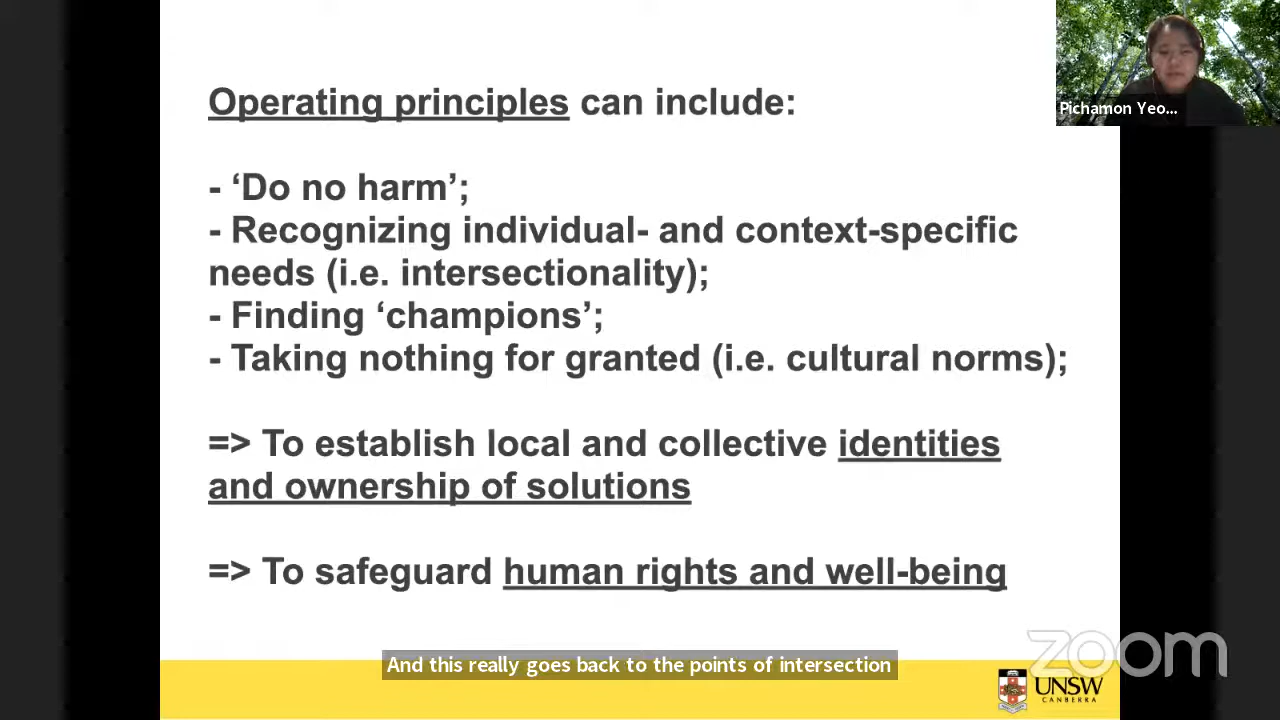 Operating principles can include:
- ‘Do no harm’;
- Recognizing individual- and context-specific
needs (i.e. intersectionality);
- Finding ‘champions’;
- Taking nothing for granted (i.e. cultural norms);
=> To establish local and collective identities
and ownership of solutions
=> To safeguard human rights and well-being
Pichamon Yeo...
And this really goes back to the points of intersection
zoom
UNSW
CANBERRA